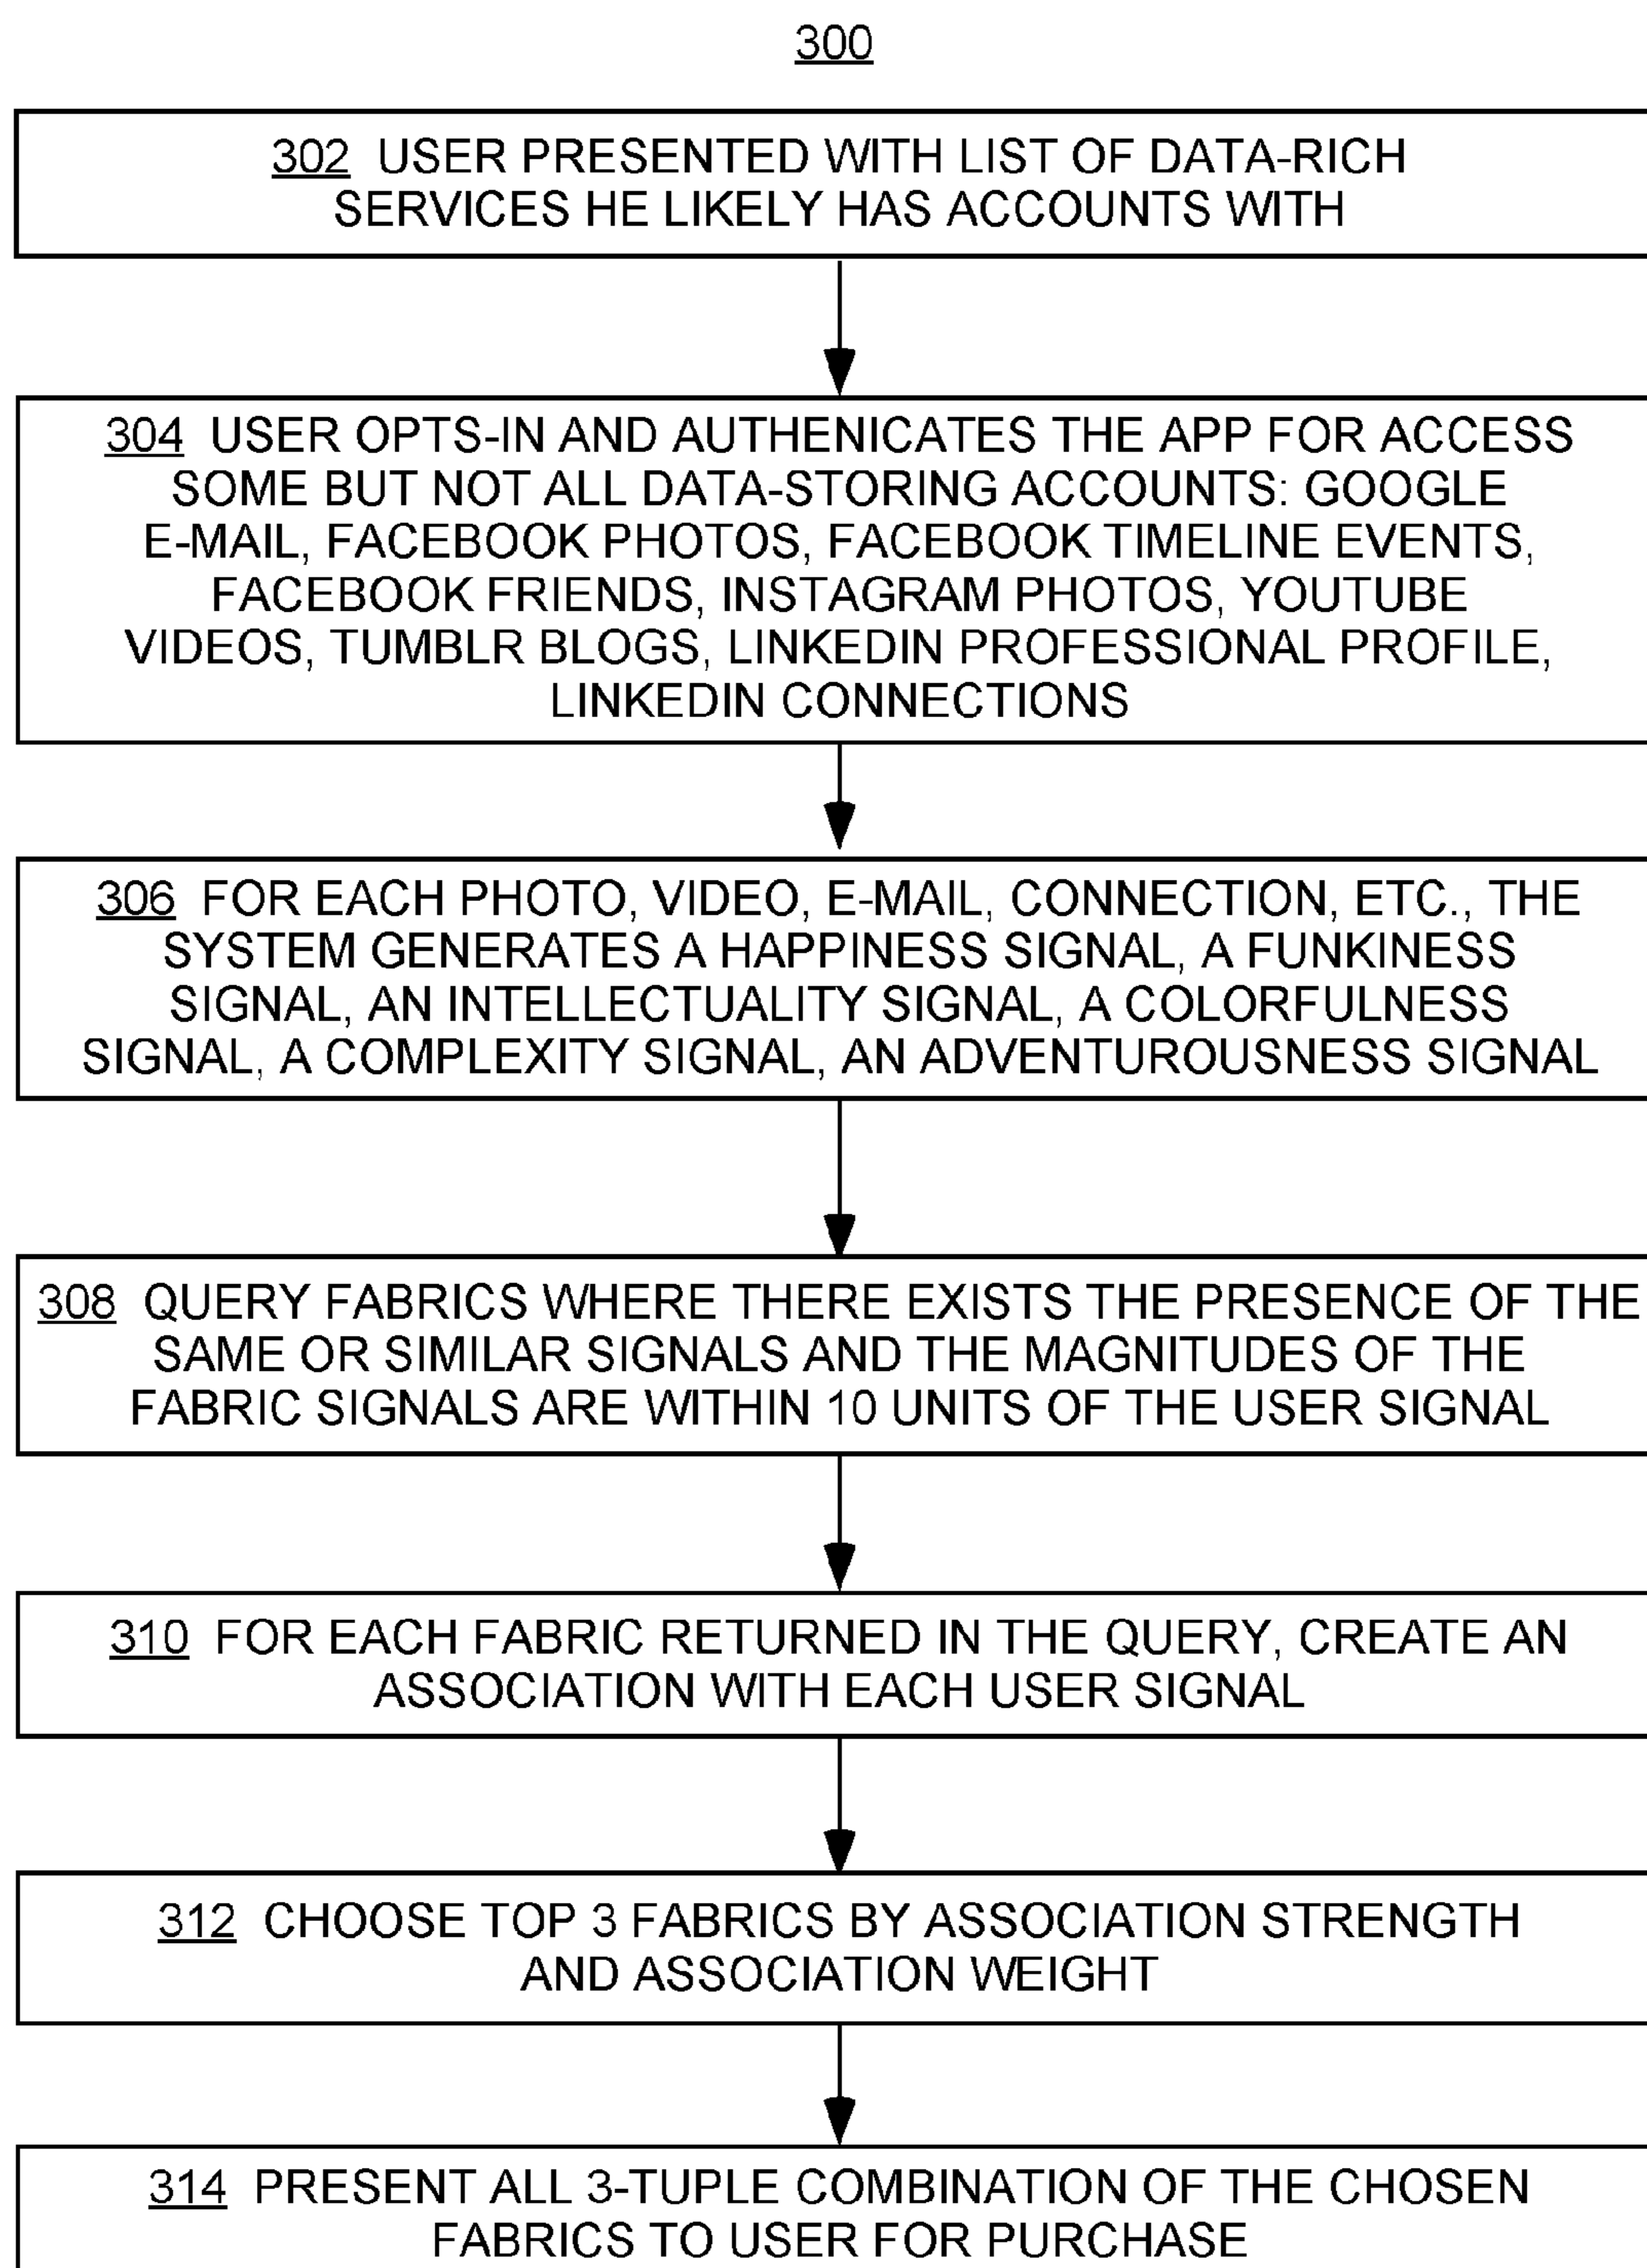 300
302 USER PRESENTED WITH LIST OF DATA-RICH
SERVICES HE LIKELY HAS ACCOUNTS WITH
304 USER OPTS-IN AND AUTHENICATES THE APP FOR ACCESS
SOME BUT NOT ALL DATA-STORING ACCOUNTS: GOOGLE
E-MAIL, FACEBOOK PHOTOS, FACEBOOK TIMELINE EVENTS,
FACEBOOK FRIENDS, INSTAGRAM PHOTOS, YOUTUBE
VIDEOS, TUMBLR BLOGS, LINKEDIN PROFESSIONAL PROFILE,
LINKEDIN CONNECTIONS
306 FOR EACH PHOTO, VIDEO, E-MAIL, CONNECTION, ETC., THE
SYSTEM GENERATES A HAPPINESS SIGNAL, A FUNKINESS
SIGNAL, AN INTELLECTUALITY SIGNAL, A COLORFULNESS
SIGNAL, A COMPLEXITY SIGNAL, AN ADVENTUROUSNESS SIGNAL
308 QUERY FABRICS WHERE THERE EXISTS THE PRESENCE OF THE
SAME OR SIMILAR SIGNALS AND THE MAGNITUDES OF THE
FABRIC SIGNALS ARE WITHIN 10 UNITS OF THE USER SIGNAL
310 FOR EACH FABRIC RETURNED IN THE QUERY, CREATE AN
ASSOCIATION WITH EACH USER SIGNAL
312 CHOOSE TOP 3 FABRICS BY ASSOCIATION STRENGTH
AND ASSOCIATION WEIGHT
314 PRESENT ALL 3-TUPLE COMBINATION OF THE CHOSEN
FABRICS TO USER FOR PURCHASE